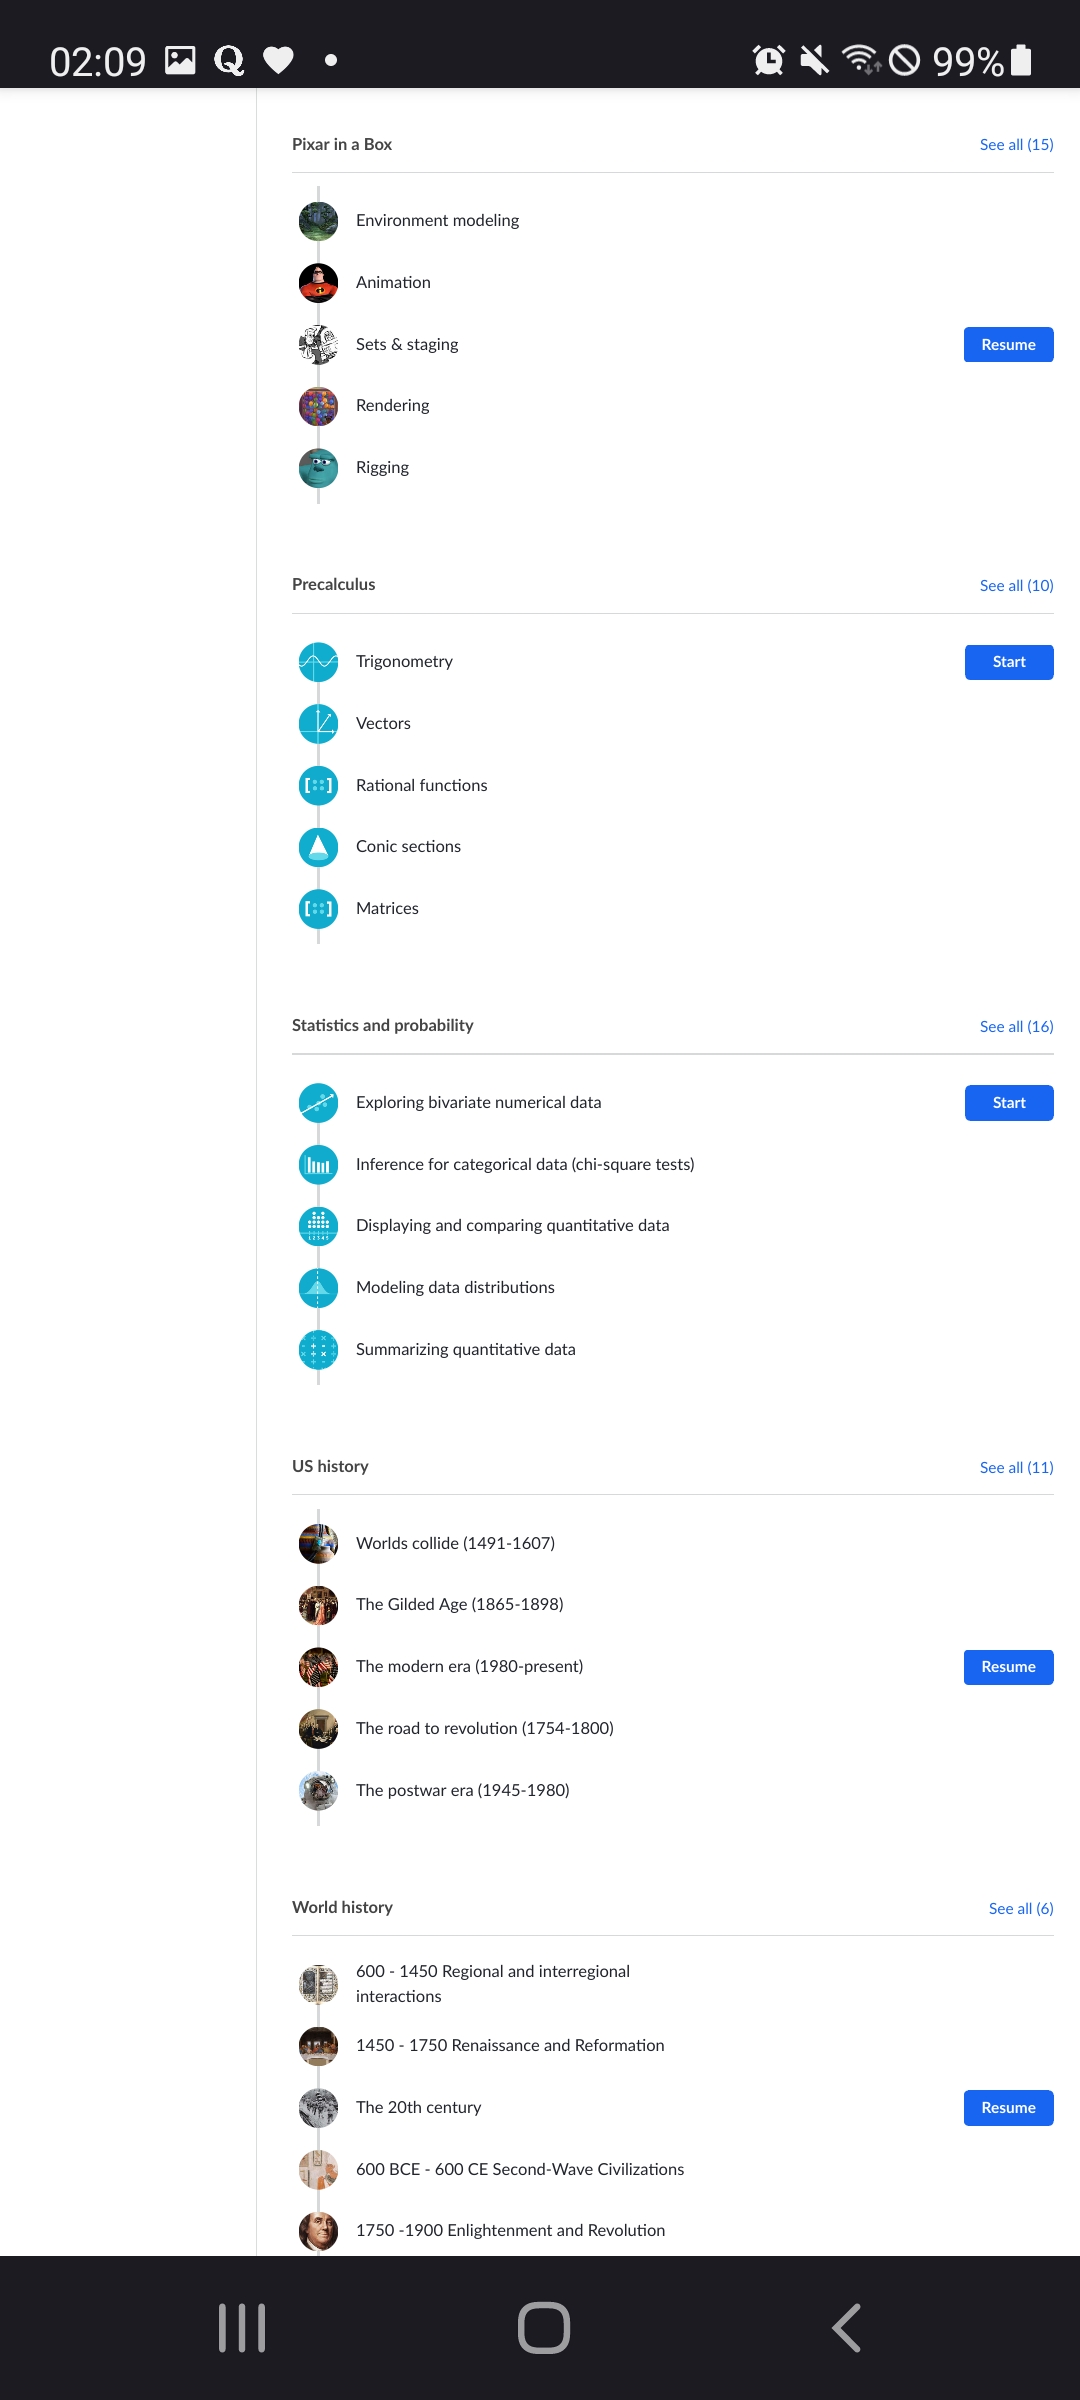 02:09
99%
Pixar in a Box
See all (15)
Environment modeling
Animation
Sets & staging
Resume
Rendering
Rigging
Precalculus
See all (10)
Trigonometry
Start
Vectors
Rational functions
Conic sections
Matrices
Statistics and probability
See all (16)
Exploring bivariate numerical data
Start
Inference for categorical data (chi-square tests)
Displaying and comparing quantitative data
Modeling data distributions
Summarizing quantitative data
US history
See all (11)
Worlds collide (1491-1607)
The Gilded Age (1865-1898)
The modern era (1980-present)
Resume
The road to revolution (1754-1800)
The postwar era (1945-1980)
World history
See all (6)
600 - 1450 Regional and interregional
interactions
1450 - 1750 Renaissance and Reformation
The 20th century
Resume
600 BCE - 600 CE Second-Wave Civilizations
1750 -1900 Enlightenment and Revolution